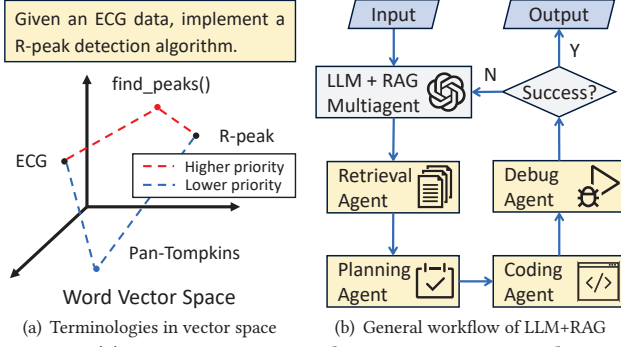 Given an ECG data, implement a
R-peak detection algorithm.
find_peaks()
R-peak
ECG
Higher priority
Lower priority
Pan-Tompkins
Word Vector Space
(a) Terminologies in vector space
Input
Output
Y
N
LLM + RAG
Multiagent
Success?
Retrieval
Agent
Debug
Agent
Planning
Agent
Coding
Agent
</>
(b) General workflow of LLM+RAG